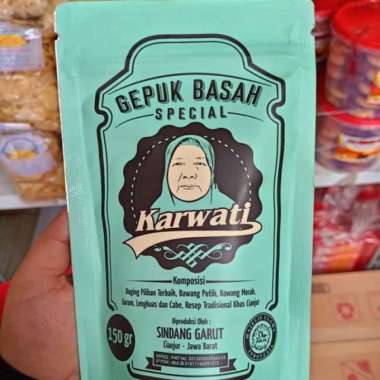 GEPUK BASAH
SPECIAL
Karwati
Komposisi
Daging Pilihan Terbaik, Bawang Putih, Bawang Merah,
Garam, Lengkuas dan Cabe, Resep Tradisional Khas Cianjur
Diproduksi Oleh :
SINDANG GARUT
Cianjur - Jawa Barat
150 gr